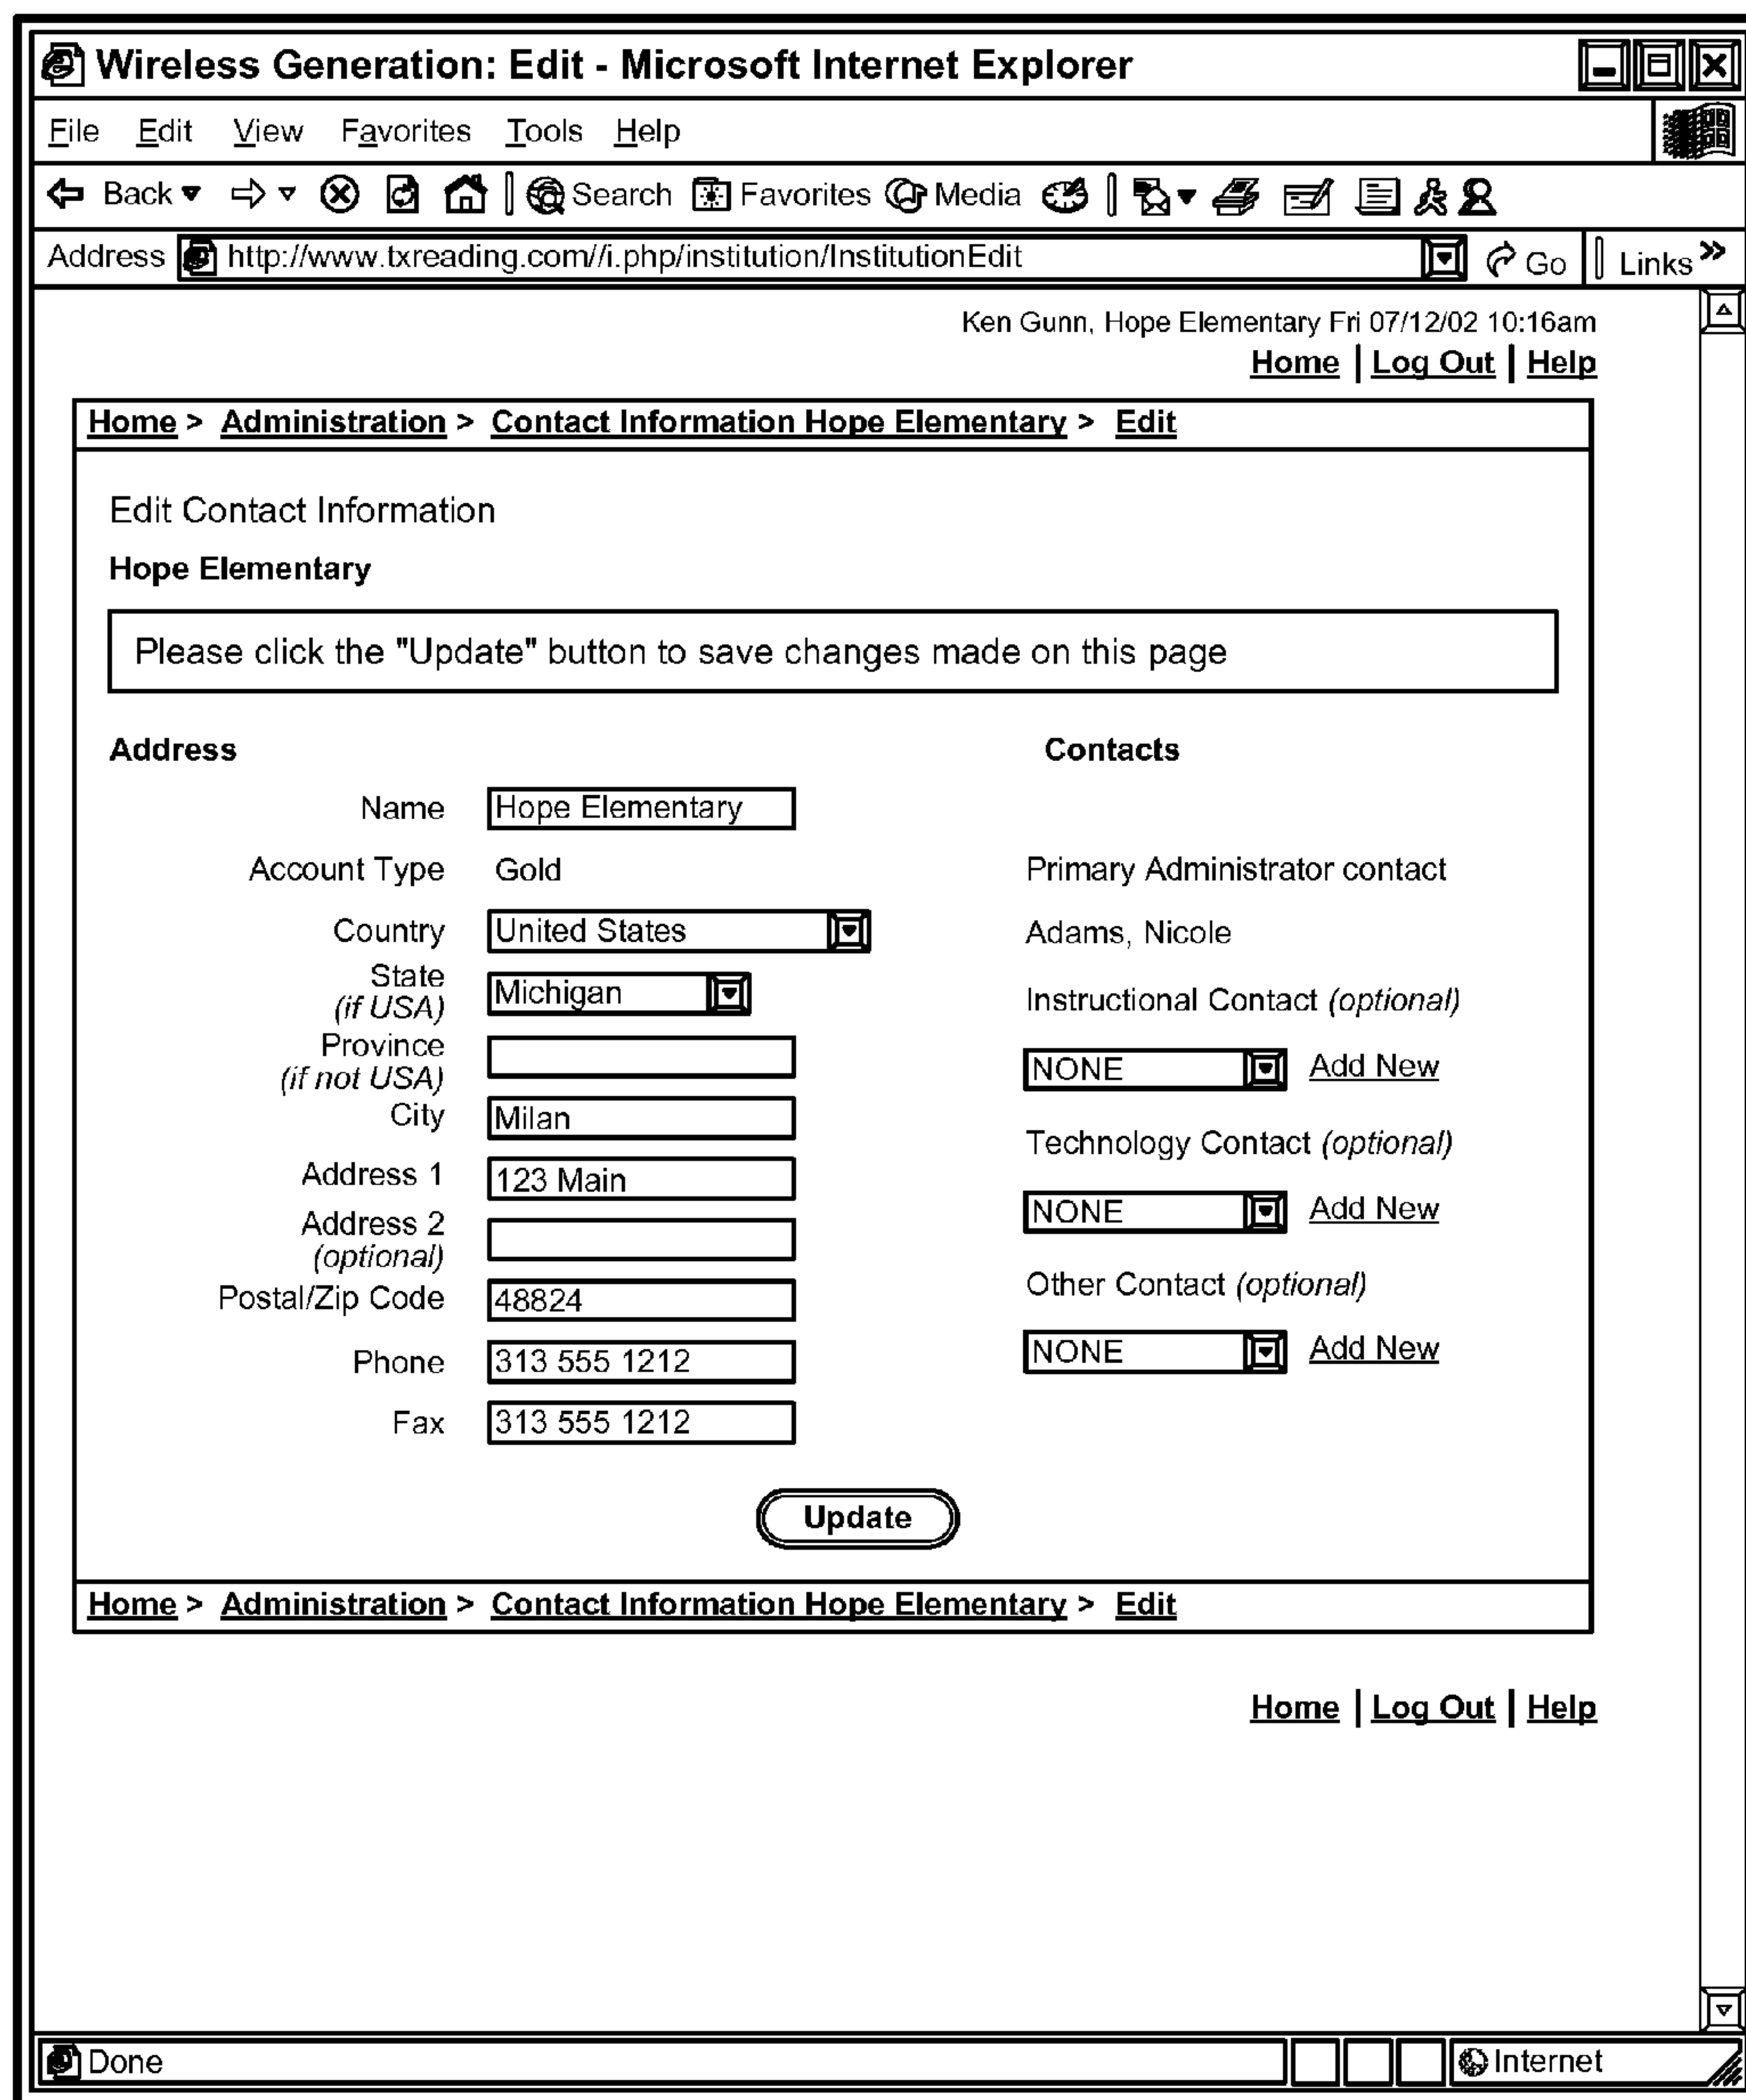 Wireless Generation: Edit - Microsoft Internet Explorer
File Edit View Favorites Tools Help
Back Search Favorites Media
Address http://www.txreading.com//i.php/institution/InstitutionEdit Go Links »
Ken Gunn, Hope Elementary Fri 07/12/02 10:16am
Home | Log Out | Help
Home > Administration > Contact Information Hope Elementary > Edit
Edit Contact Information
Hope Elementary
Please click the "Update" button to save changes made on this page
Address
Name Hope Elementary
Account Type Gold
Country United States
State
(if USA) Michigan
Province
(if not USA)
City Milan
Address 1 123 Main
Address 2
(optional)
Postal/Zip Code 48824
Phone 313 555 1212
Fax 313 555 1212
Contacts
Primary Administrator contact
Adams, Nicole
Instructional Contact (optional)
NONE Add New
Technology Contact (optional)
NONE Add New
Other Contact (optional)
NONE Add New
Update
Home > Administration > Contact Information Hope Elementary > Edit
Home | Log Out | Help
Done Internet